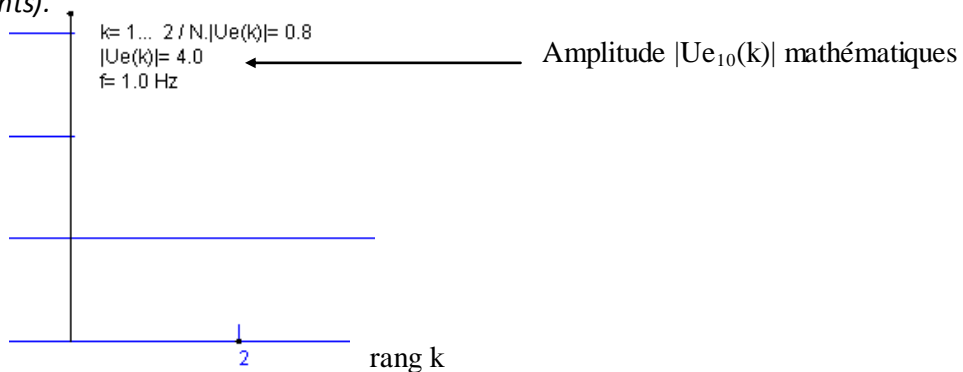 nts).
k= 1... 2 / N.|Ue(k)|= 0.8
|Ue(k)|= 4.0
f= 1.0 Hz
Amplitude |Ue₁₀(k)| mathématiques
2
rang k